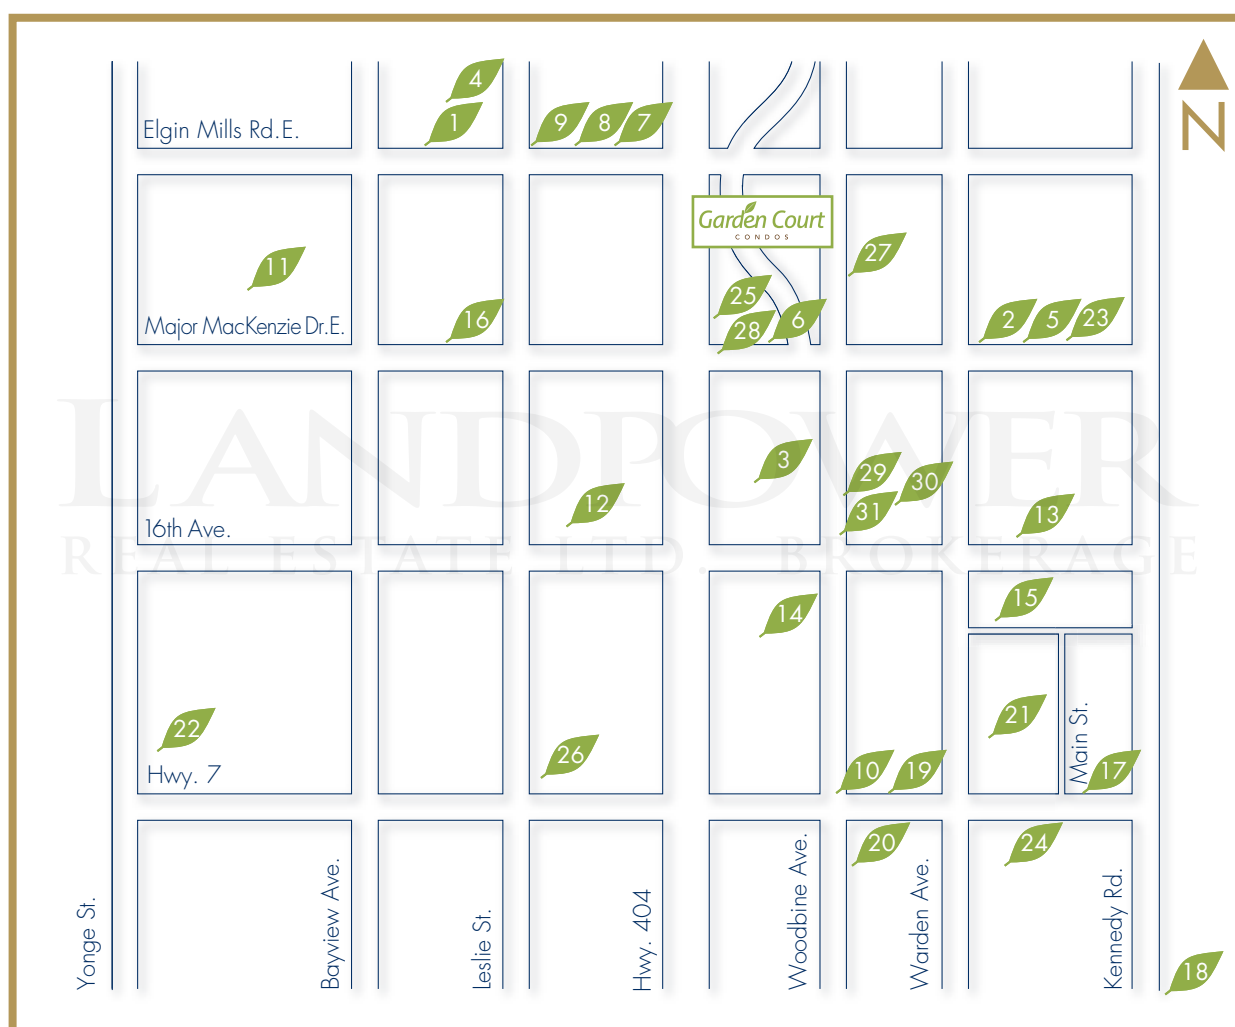 4
1
9 8 7
N
Elgin Mills Rd.E.
Garden Court
CONDOS
11
27
25
16
28
6
2 5 23
Major MacKenzie Dr.E.
LANDPOWER
3
29
30
12
31
13
16th Ave.
REAL ESTATE LTD. BROKERAGE
15
14
21
22
Main St.
26
10 19
17
Hwy. 7
20
24
Yonge St.
Bayview Ave.
Leslie St.
Hwy. 404
Woodbine Ave.
Warden Ave.
Kennedy Rd.
18